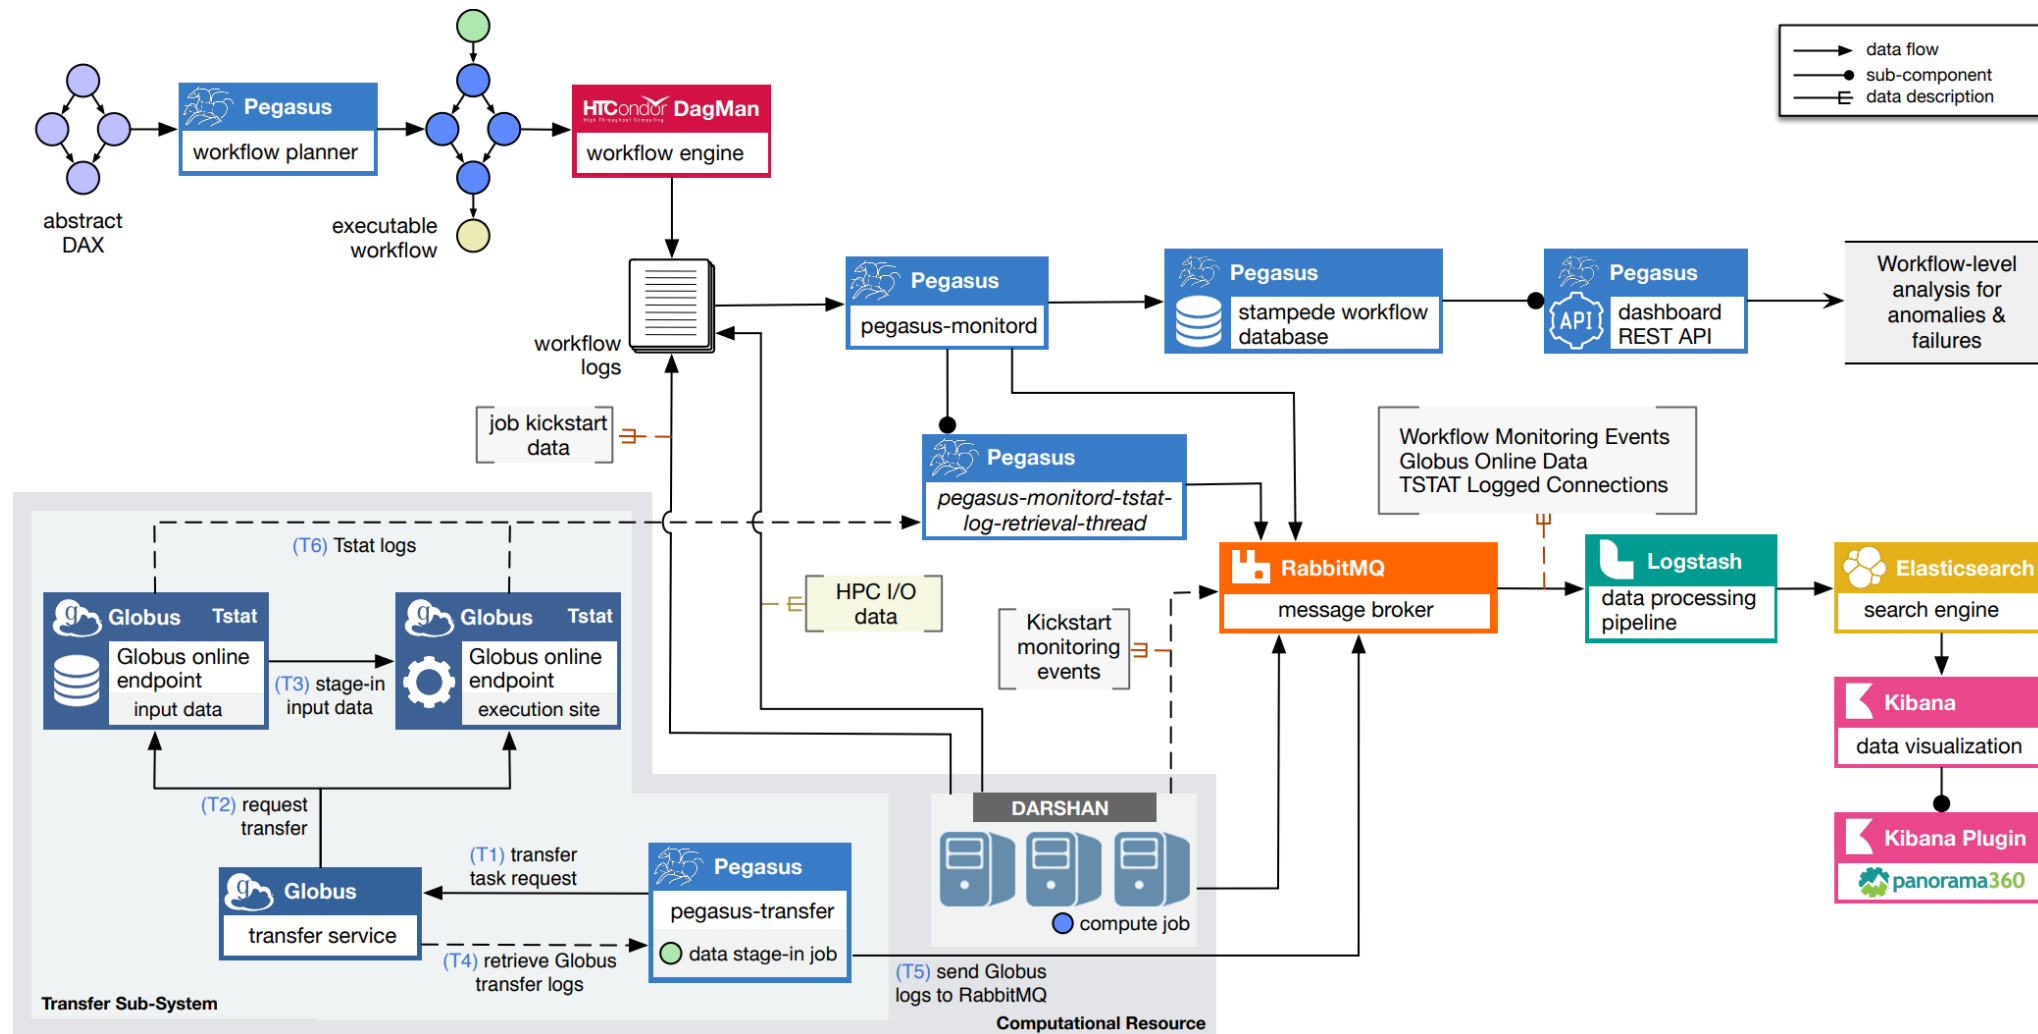 data flow
sub-component
data description
Pegasus
workflow planner
HTCondor DagMan
High Throughput Computing
workflow engine
abstract
DAX
executable
workflow
workflow
logs
Pegasus
pegasus-monitord
Pegasus
stampede workflow
database
Pegasus
API
dashboard
REST API
Workflow-level
analysis for
anomalies &
failures
job kickstart
data
Pegasus
pegasus-monitord-tstat-
log-retrieval-thread
Workflow Monitoring Events
Globus Online Data
TSTAT Logged Connections
(T6) Tstat logs
HPC I/O
data
Kickstart
monitoring
events
RabbitMQ
message broker
Logstash
data processing
pipeline
Elasticsearch
search engine
g Globus Tstat
Globus online
endpoint
input data
(T3) stage-in
input data
g Globus Tstat
Globus online
endpoint
execution site
Kibana
data visualization
(T2) request
transfer
DARSHAN
compute job
Kibana Plugin
panorama360
(T1) transfer
task request
g Globus
transfer service
Pegasus
pegasus-transfer
data stage-in job
(T4) retrieve Globus
transfer logs
(T5) send Globus
logs to RabbitMQ
Transfer Sub-System
Computational Resource